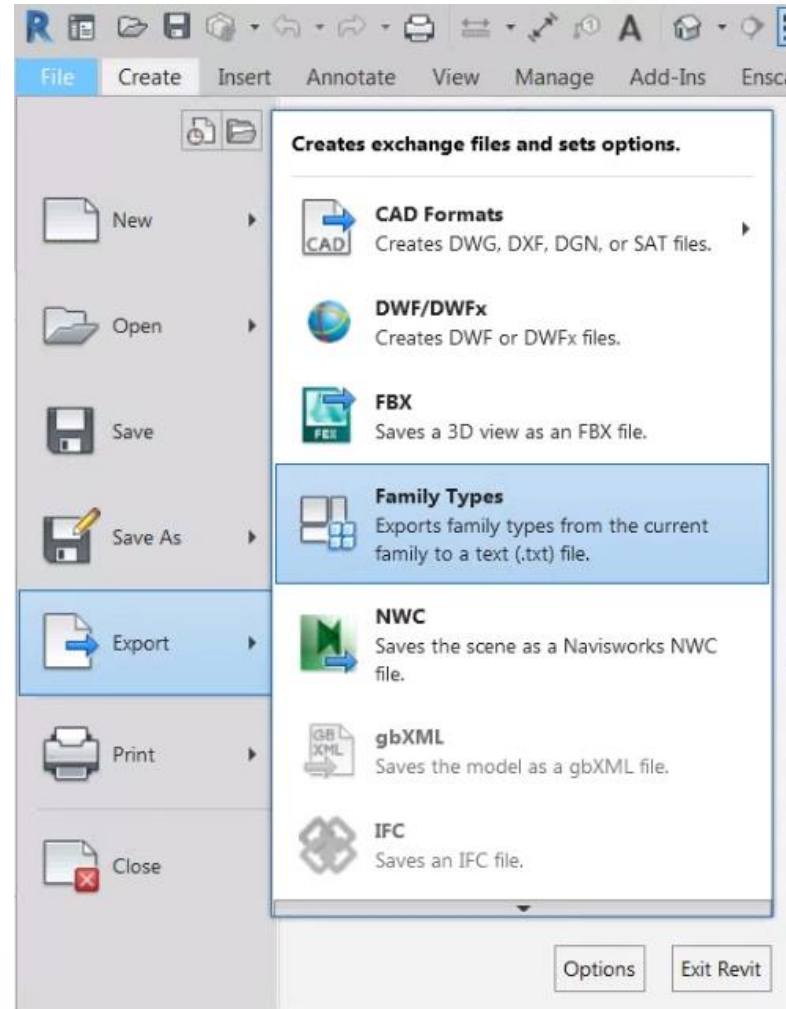 R
A
File Create Insert Annotate View Manage Add-Ins Ensc
Creates exchange files and sets options.
New
CAD
CAD Formats
Creates DWG, DXF, DGN, or SAT files.
Open
DWF/DWFx
Creates DWF or DWFx files.
Save
FBX
FBX
Saves a 3D view as an FBX file.
Save As
Family Types
Exports family types from the current
family to a text (.txt) file.
Export
NWC
Saves the scene as a Navisworks NWC
file.
Print
GB
XML
gbXML
Saves the model as a gbXML file.
Close
IFC
Saves an IFC file.
Options Exit Revit